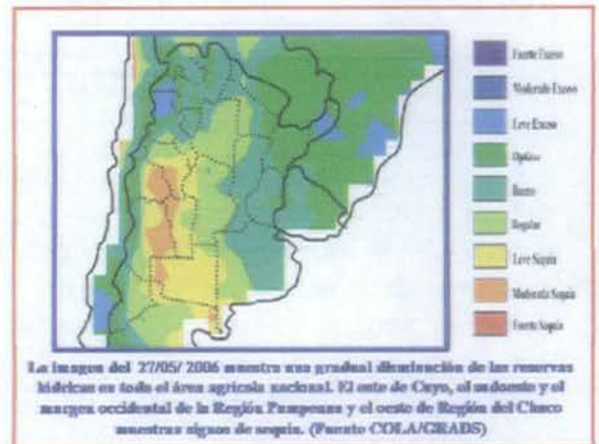 Fuerte Exceso
Moderado Exceso
Leve Exceso
Optimo
Bueno
Regular
Leve Sequía
Moderada Sequía
Fuerte Sequía
La imagen del 27/05/ 2006 muestra una gradual disminución de las reservas
hídricas en todo el área agrícola nacional. El este de Cuyo, el sudoeste y el
margen occidental de la Región Pampeana y el oeste de Región del Chaco
muestran signos de sequía. (Fuente COLA/GRADS)